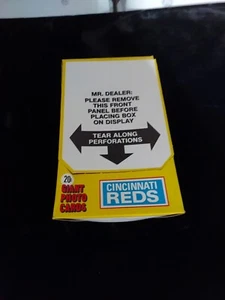 MR. DEALER:
PLEASE REMOVE
THIS FRONT
PANEL BEFORE
PLACING BOX
ON DISPLAY
TEAR ALONG
PERFORATIONS
20
GIANT
PHOTO
CARDS
CINCINNATI
REDS